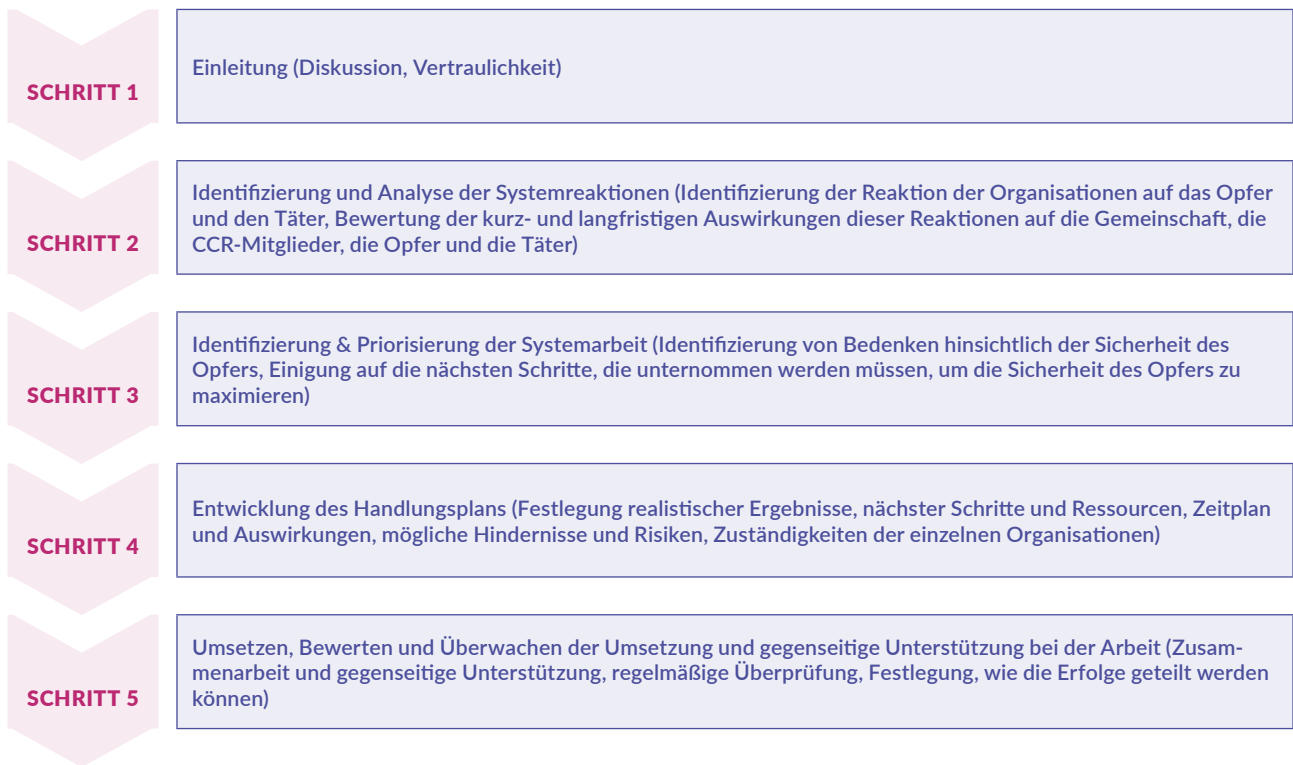 SCHRITT 1
Einleitung (Diskussion, Vertraulichkeit)
SCHRITT 2
Identifizierung und Analyse der Systemreaktionen (Identifizierung der Reaktion der Organisationen auf das Opfer
und den Täter, Bewertung der kurz- und langfristigen Auswirkungen dieser Reaktionen auf die Gemeinschaft, die
CCR-Mitglieder, die Opfer und die Täter)
SCHRITT 3
Identifizierung & Priorisierung der Systemarbeit (Identifizierung von Bedenken hinsichtlich der Sicherheit des
Opfers, Einigung auf die nächsten Schritte, die unternommen werden müssen, um die Sicherheit des Opfers zu
maximieren)
SCHRITT 4
Entwicklung des Handlungsplans (Festlegung realistischer Ergebnisse, nächster Schritte und Ressourcen, Zeitplan
und Auswirkungen, mögliche Hindernisse und Risiken, Zuständigkeiten der einzelnen Organisationen)
SCHRITT 5
Umsetzen, Bewerten und Überwachen der Umsetzung und gegenseitige Unterstützung bei der Arbeit (Zusam-
menarbeit und gegenseitige Unterstützung, regelmäßige Überprüfung, Festlegung, wie die Erfolge geteilt werden
können)